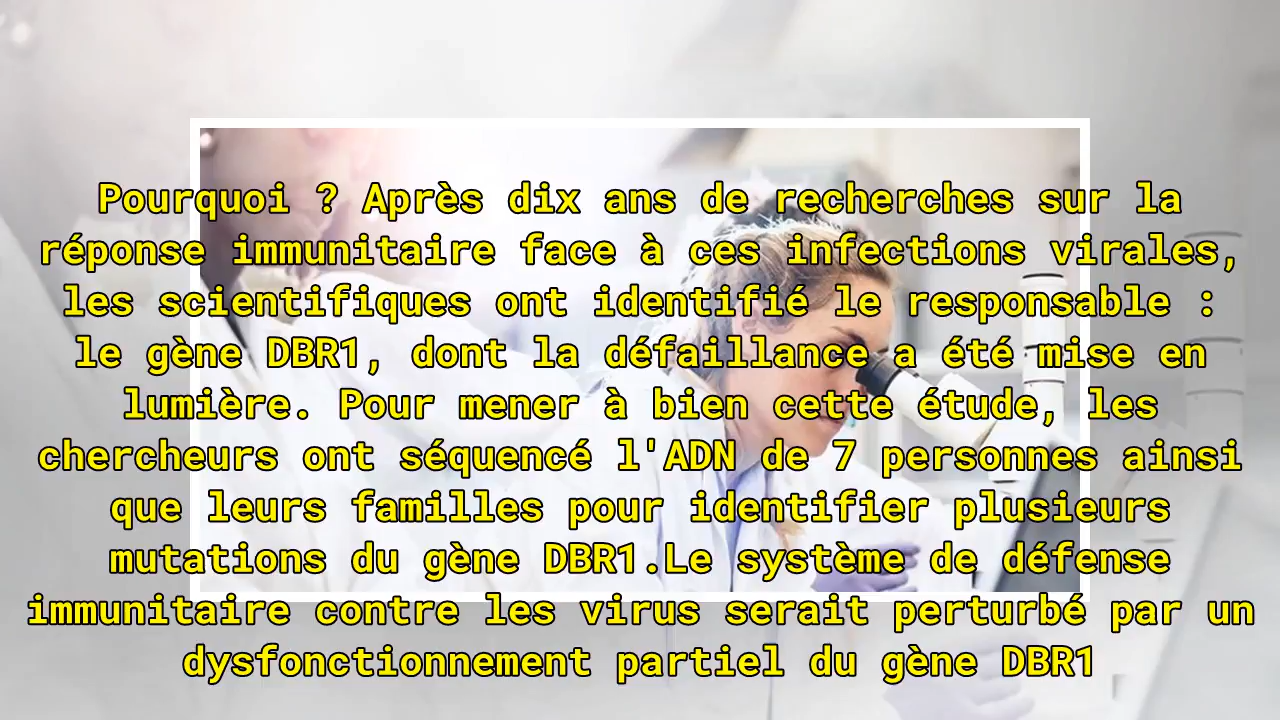 Pourquoi ? Après dix ans de recherches sur la
réponse immunitaire face à ces infections virales,
les scientifiques ont identifié le responsable :
le gène DBR1, dont la défaillance a été mise en
lumière. Pour mener à bien cette étude, les
chercheurs ont séquencé l'ADN de 7 personnes ainsi
que leurs familles pour identifier plusieurs
mutations du gène DBR1.Le système de défense
immunitaire contre les virus serait perturbé par un
dysfonctionnement partiel du gène DBR1